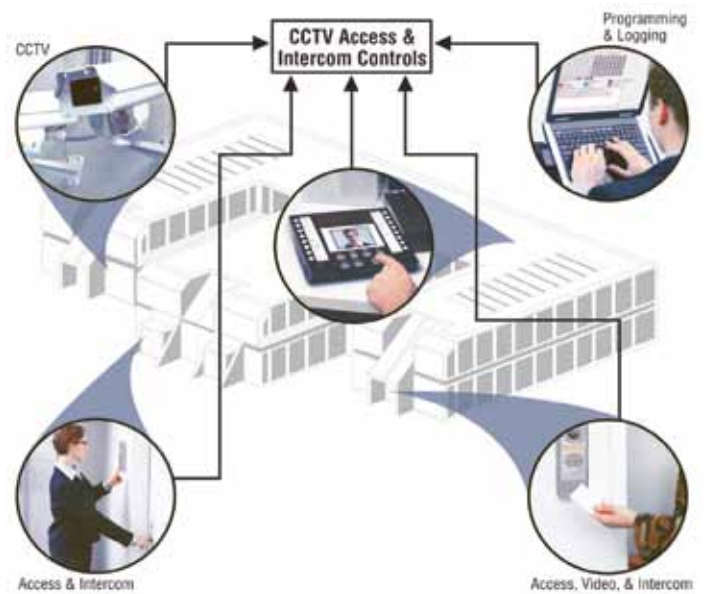 CCTV
CCTV Access &
Intercom Controls
Programming
& Logging
Access & Intercom
Access, Video, & Intercom